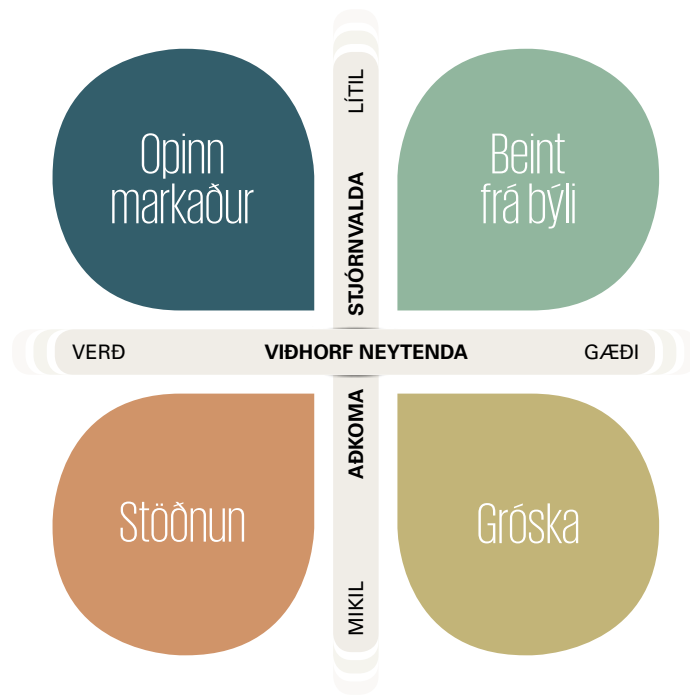 LÍTIL
Opinn
markaður
Beint
frá býli
AÐKOMA STJÓRNVALDA
VERÐ
VIÐHORF NEYTENDA
GÆÐI
Stöðnun
Gróska
MIKIL